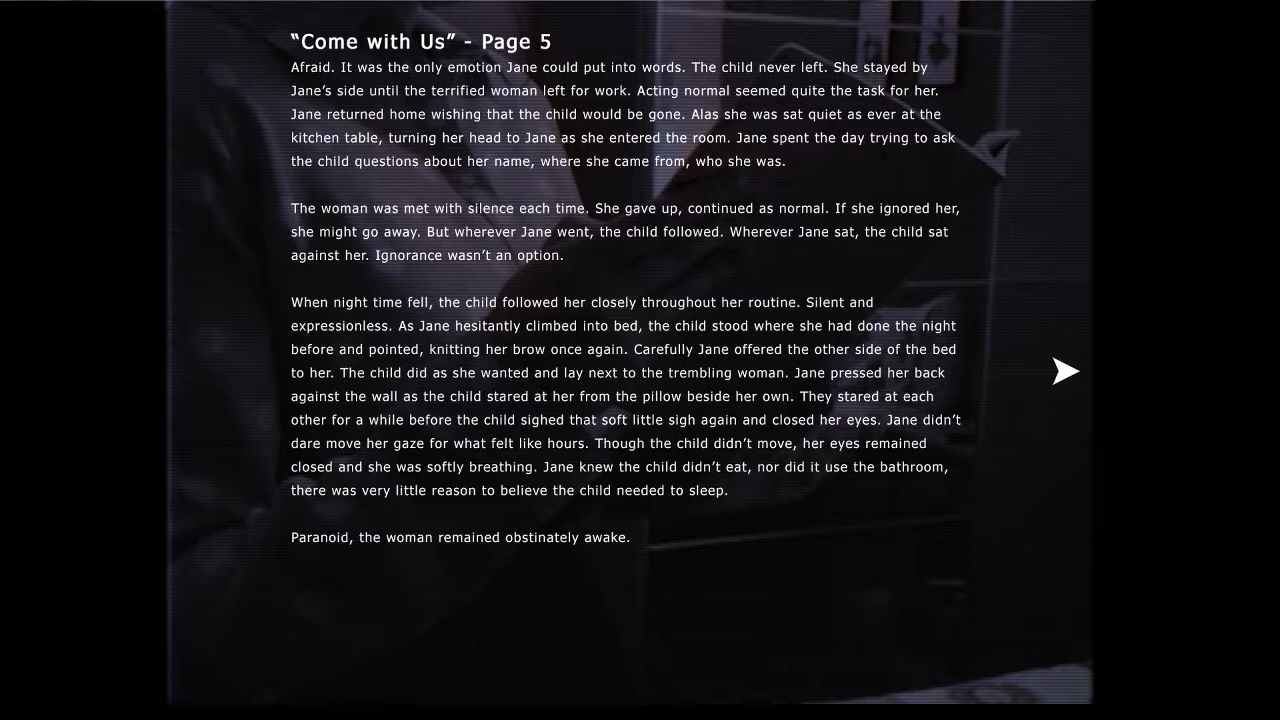 “Come with Us” - Page 5
Afraid. It was the only emotion Jane could put into words. The child never left. She stayed by
Jane’s side until the terrified woman left for work. Acting normal seemed quite the task for her.
Jane returned home wishing that the child would be gone. Alas she was sat quiet as ever at the
kitchen table, turning her head to Jane as she entered the room. Jane spent the day trying to ask
the child questions about her name, where she came from, who she was.
The woman was met with silence each time. She gave up, continued as normal. If she ignored her,
she might go away. But wherever Jane went, the child followed. Wherever Jane sat, the child sat
against her. Ignorance wasn’t an option.
When night time fell, the child followed her closely throughout her routine. Silent and
expressionless. As Jane hesitantly climbed into bed, the child stood where she had done the night
before and pointed, knitting her brow once again. Carefully Jane offered the other side of the bed
to her. The child did as she wanted and lay next to the trembling woman. Jane pressed her back
against the wall as the child stared at her from the pillow beside her own. They stared at each
other for a while before the child sighed that soft little sigh again and closed her eyes. Jane didn’t
dare move her gaze for what felt like hours. Though the child didn’t move, her eyes remained
closed and she was softly breathing. Jane knew the child didn’t eat, nor did it use the bathroom,
there was very little reason to believe the child needed to sleep.
Paranoid, the woman remained obstinately awake.